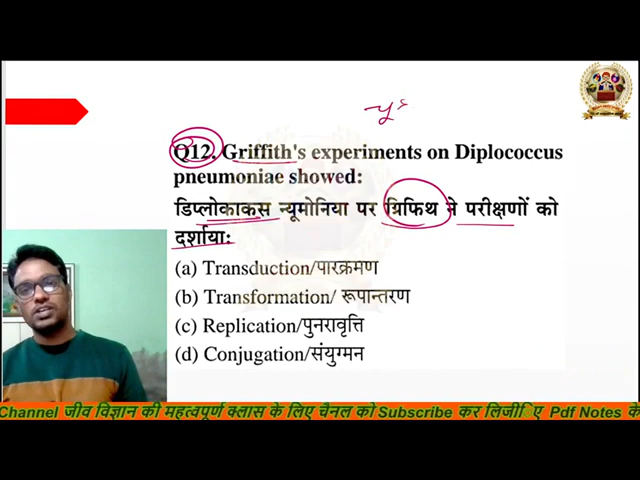 न्यू
Q12. Griffith's experiments on Diplococcus
pneumoniae showed:
डिप्लोकाकस न्यूमोनिया पर ग्रिफिथ ने परीक्षणों को
दर्शायाः
(a) Transduction/पारक्रमण
(b) Transformation/ रूपान्तरण
(c) Replication/पुनरावृत्ति
(d) Conjugation/संयुग्मन
Channel जीव विज्ञान की महत्वपूर्ण क्लास के लिए चैनल को Subscribe कर लिजीिए Pdf Notes के